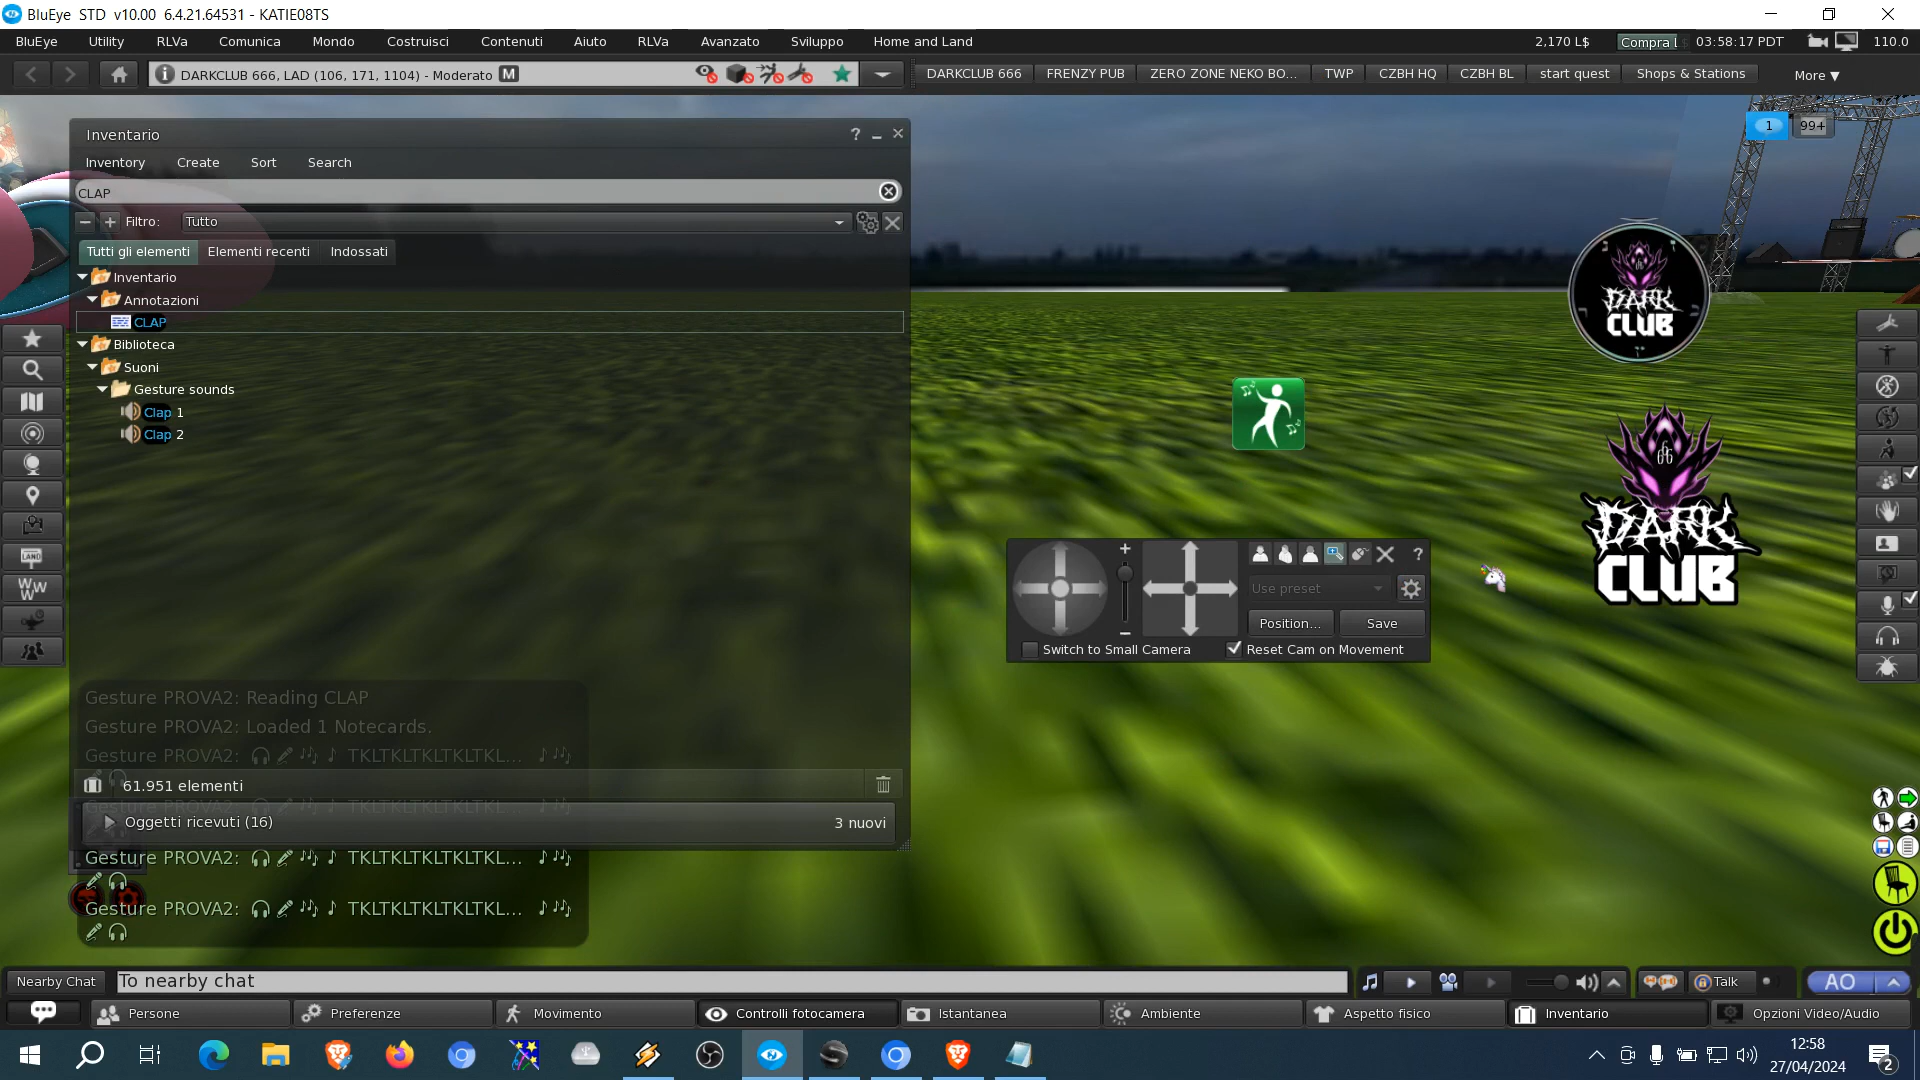 BluEye STD v10.00 6.4.21.64531 - KATIE08TS
BluEye Utility RLVa Comunica Mondo Costruisci Contenuti Aiuto RLVa Avanzato Sviluppo Home and Land
2,170 L$ Compra L$ 03:58:17 PDT 110.0
DARKCLUB 666, LAD (106, 171, 1104) - Moderato M
DARKCLUB 666 FRENZY PUB ZERO ZONE NEKO BO... TWP CZBH HQ CZBH BL start quest Shops & Stations More ▼
1 99+
Inventario ?
Inventory Create Sort Search
CLAP
Filtro: Tutto
Tutti gli elementi Elementi recenti Indossati
Inventario
Annotazioni
CLAP
Biblioteca
Suoni
Gesture sounds
Clap 1
Clap 2
DARK
CLUB
666
DARK
CLUB
LAND
WWW
?
Use preset
Position... Save
Switch to Small Camera Reset Cam on Movement
Gesture PROVA2: Reading CLAP
Gesture PROVA2: Loaded 1 Notecards.
Gesture PROVA2: TKLTKLTKLTKLTKL...
61.951 elementi
Oggetti ricevuti (16) 3 nuovi
Gesture PROVA2: TKLTKLTKLTKLTKL...
Gesture PROVA2: TKLTKLTKLTKLTKL...
Nearby Chat To nearby chat Talk AO
Persone Preferenze Movimento Controlli fotocamera Istantanea Ambiente Aspetto fisico Inventario Opzioni Video/Audio
12:58
27/04/2024
2